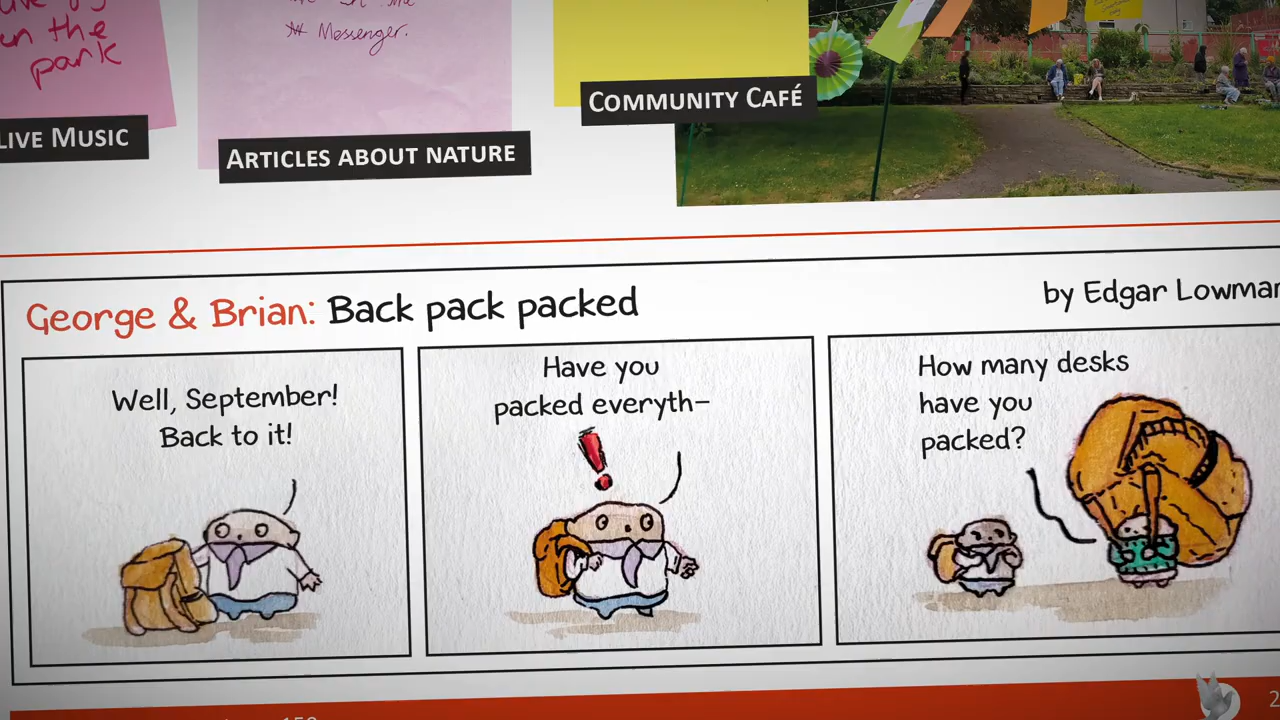 en the
park
Messenger.
LIVE MUSIC
ARTICLES ABOUT NATURE
COMMUNITY CAFÉ
George & Brian: Back pack packed
by Edgar Lowman
Well, September!
Back to it!
Have you
packed everyth–
How many desks
have you
packed?